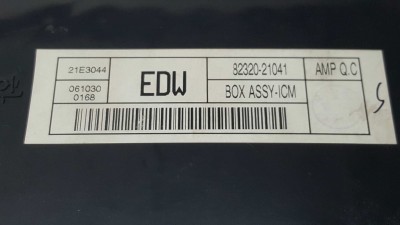 21E3044
EDW
82320-21041
AMP Q.C
061030
0168
BOX ASSY-ICM